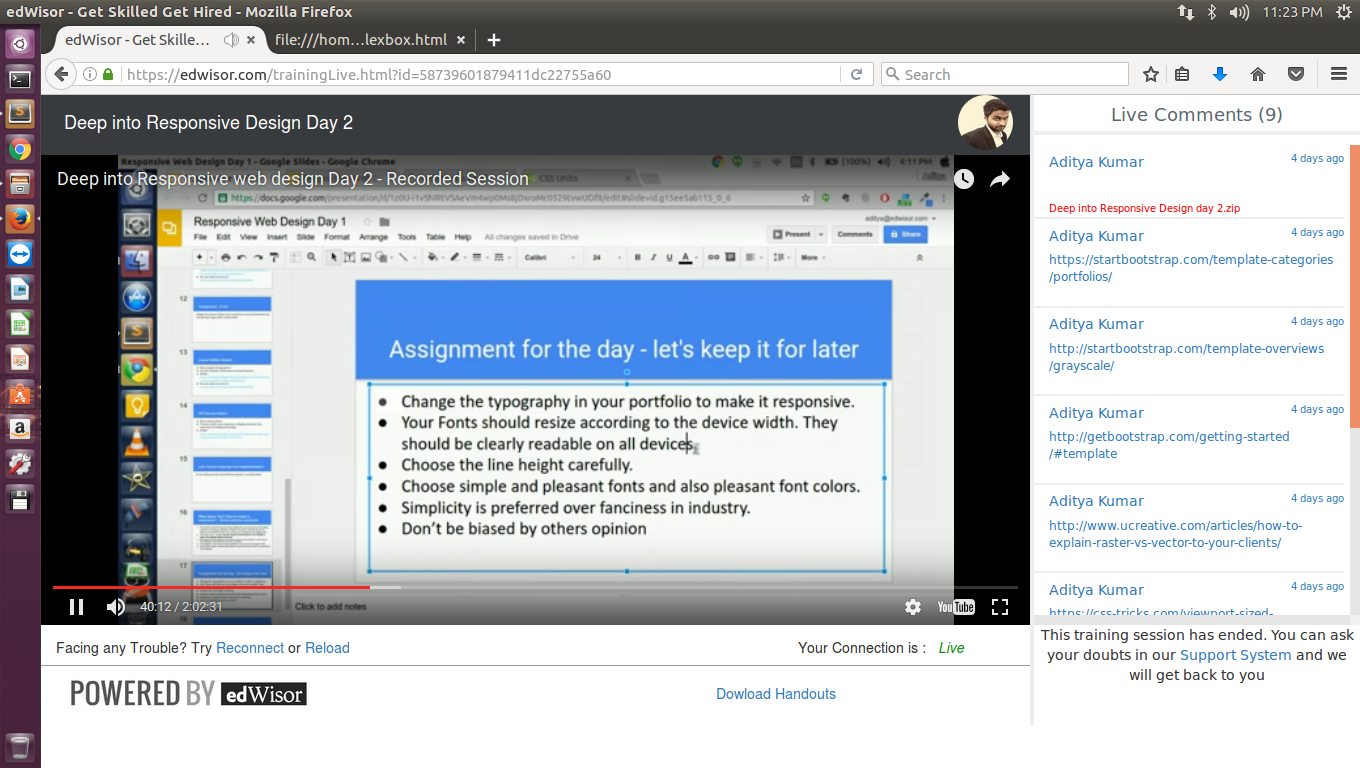 edWisor - Get Skilled Get Hired - Mozilla Firefox
11:23 PM
edWisor - Get Skille...
file:///hom...lexbox.html
https://edwisor.com/trainingLive.html?id=58739601879411dc22755a60
Search
Deep into Responsive Design Day 2
Responsive Web Design Day 1 - Google Slides - Google Chrome
(100%)
4:11 PM
Deep into Responsive web design Day 2 - Recorded Session
CSS Units
Responsive Web Design Day 1
aditya@edwisor.com
File Edit View Insert Slide Format Arrange Tools Table Help All changes saved in Drive
Present
Comments
Share
Calibri
24
B I U A
More
12
13
14
15
16
17
Assignment for the day - let's keep it for later
● Change the typography in your portfolio to make it responsive.
● Your Fonts should resize according to the device width. They
should be clearly readable on all devices.
● Choose the line height carefully.
● Choose simple and pleasant fonts and also pleasant font colors.
● Simplicity is preferred over fanciness in industry.
● Don't be biased by others opinion
Click to add notes
40:12 / 2:02:31
YouTube
Facing any Trouble? Try Reconnect or Reload
Your Connection is : Live
POWERED BY edWisor
Dowload Handouts
Live Comments (9)
Aditya Kumar
4 days ago
Deep into Responsive Design day 2.zip
Aditya Kumar
4 days ago
https://startbootstrap.com/template-categories
/portfolios/
Aditya Kumar
4 days ago
http://startbootstrap.com/template-overviews
/grayscale/
Aditya Kumar
4 days ago
http://getbootstrap.com/getting-started
/#template
Aditya Kumar
4 days ago
http://www.ucreative.com/articles/how-to-
explain-raster-vs-vector-to-your-clients/
Aditya Kumar
4 days ago
https://css-tricks.com/viewport-sized-
This training session has ended. You can ask
your doubts in our Support System and we
will get back to you